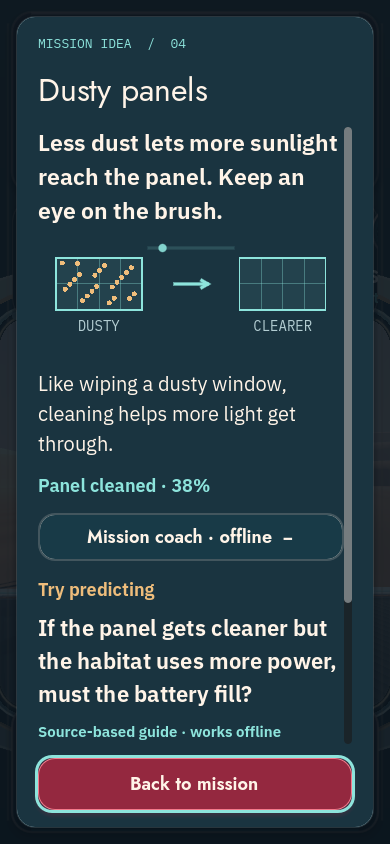 MISSION IDEA / 04
Dusty panels
Less dust lets more sunlight
reach the panel. Keep an
eye on the brush.
DUSTY
CLEARER
Like wiping a dusty window,
cleaning helps more light get
through.
Panel cleaned · 38%
Mission coach · offline –
Try predicting
If the panel gets cleaner but
the habitat uses more power,
must the battery fill?
Source-based guide · works offline
Back to mission